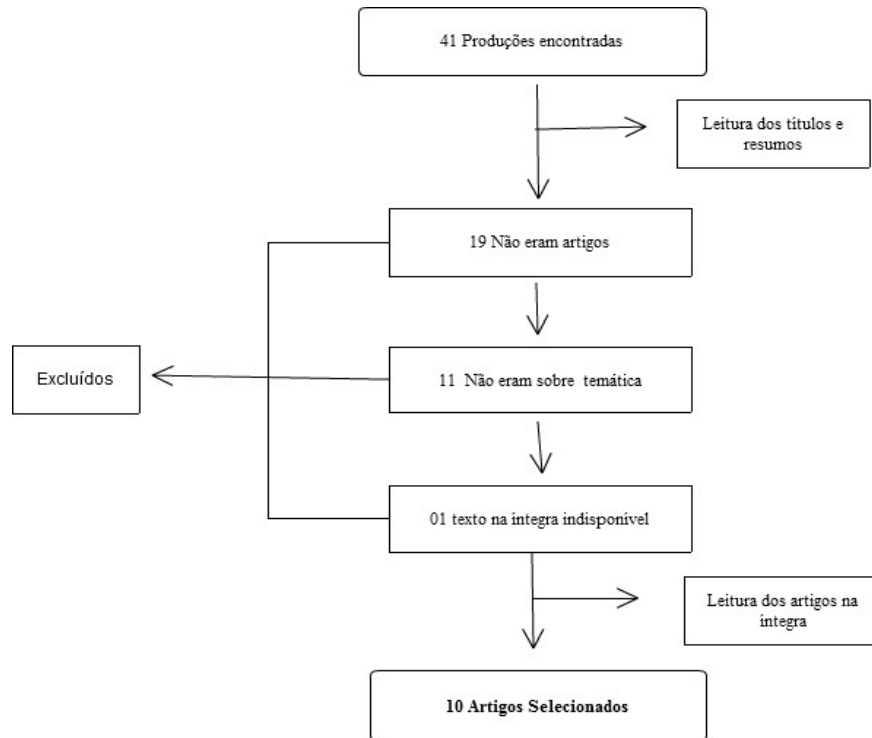 41 Produções encontradas
Leitura dos títulos e
resumos
19 Não eram artigos
11 Não eram sobre temática
Excluídos
01 texto na íntegra indisponível
Leitura dos artigos na
íntegra
10 Artigos Selecionados